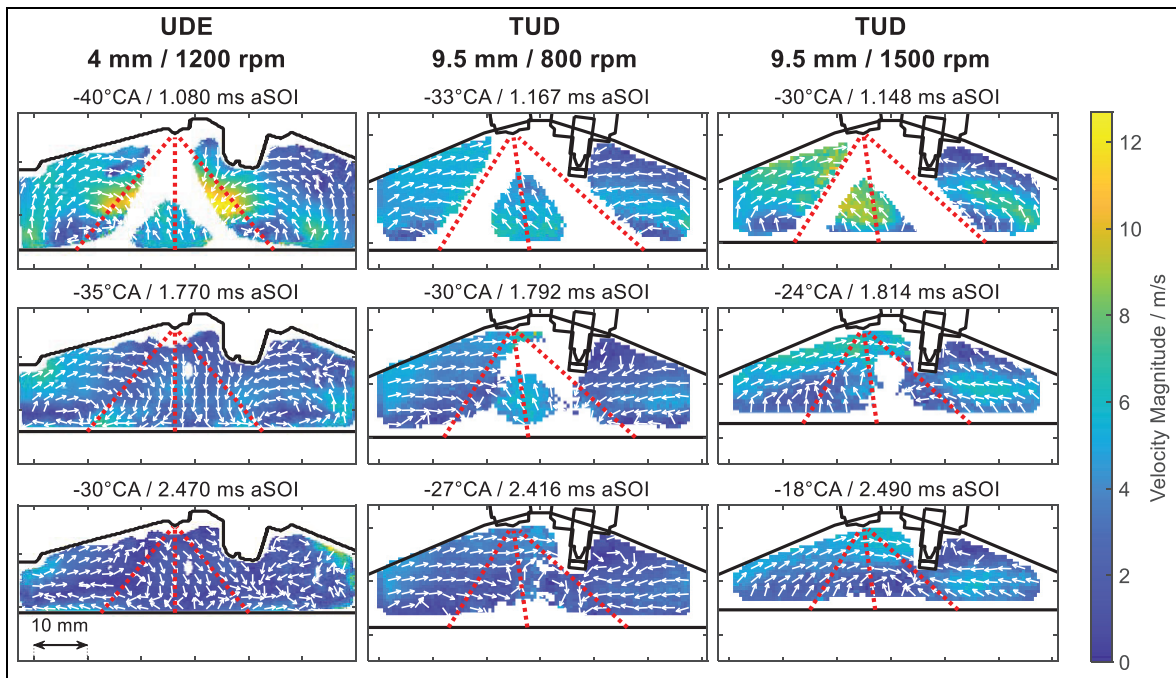 UDE
4 mm / 1200 rpm
TUD
9.5 mm / 800 rpm
TUD
9.5 mm / 1500 rpm
-40°CA / 1.080 ms aSOI
-33°CA / 1.167 ms aSOI
-30°CA / 1.148 ms aSOI
-35°CA / 1.770 ms aSOI
-30°CA / 1.792 ms aSOI
-24°CA / 1.814 ms aSOI
-30°CA / 2.470 ms aSOI
-27°CA / 2.416 ms aSOI
-18°CA / 2.490 ms aSOI
10 mm
12
10
8
6
4
2
0
Velocity Magnitude / m/s